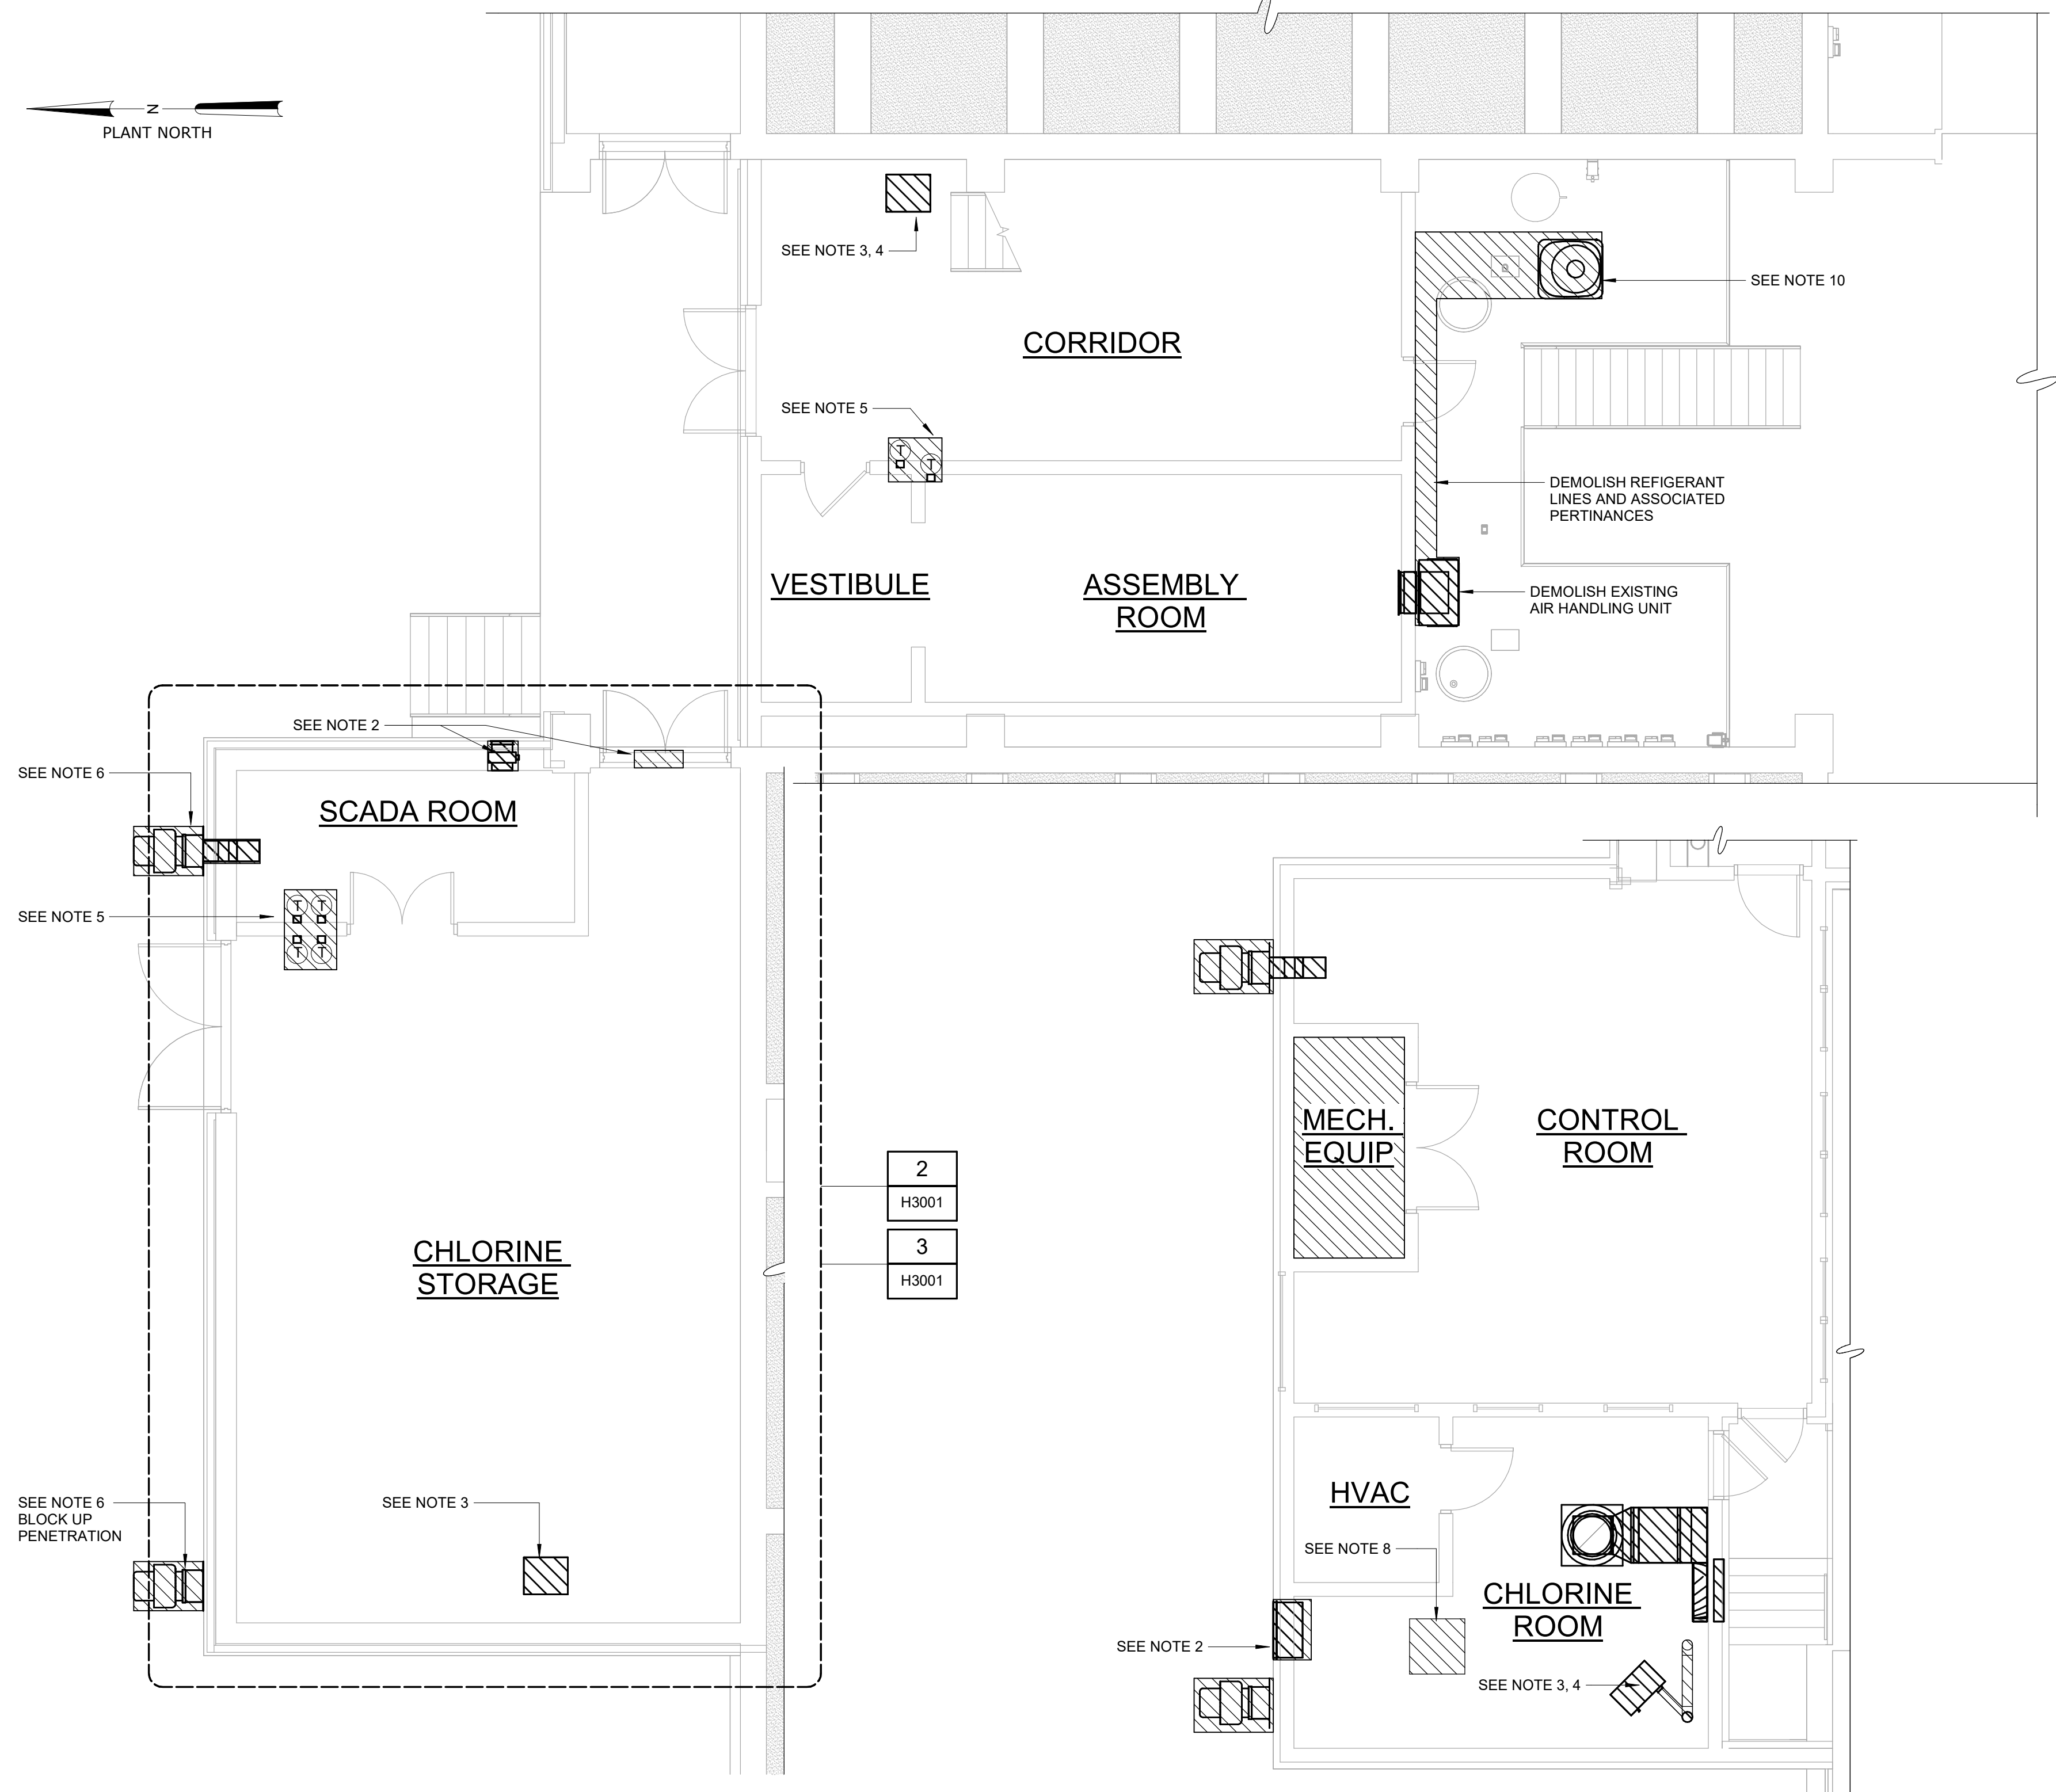 N
PLANT NORTH
SEE NOTE 3, 4
SEE NOTE 10
CORRIDOR
SEE NOTE 5
T
T
DEMOLISH REFIGERANT
LINES AND ASSOCIATED
PERTINANCES
VESTIBULE
ASSEMBLY
ROOM
DEMOLISH EXISTING
AIR HANDLING UNIT
SEE NOTE 2
SEE NOTE 6
SCADA ROOM
SEE NOTE 5
T
T
T
T
MECH.
EQUIP
CONTROL
ROOM
2
H3001
3
H3001
CHLORINE
STORAGE
SEE NOTE 6
BLOCK UP
PENETRATION
SEE NOTE 3
HVAC
SEE NOTE 8
CHLORINE
ROOM
SEE NOTE 2
SEE NOTE 3, 4